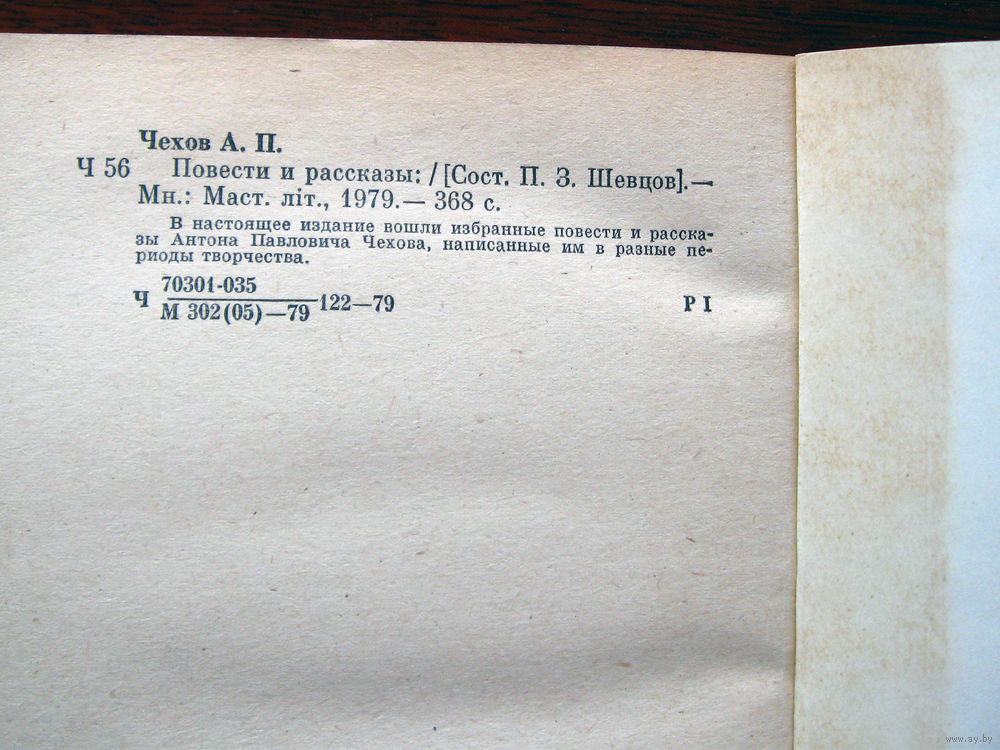 Чехов А. П.
Ч 56 Повести и рассказы: / [Сост. П. З. Шевцов].—
Мн.: Маст. літ., 1979.— 368 с.
В настоящее издание вошли избранные повести и расска-
зы Антона Павловича Чехова, написанные им в разные пе-
риоды творчества.
70301-035
Ч 122—79 Р I
М 302(05)—79
www.ay.by